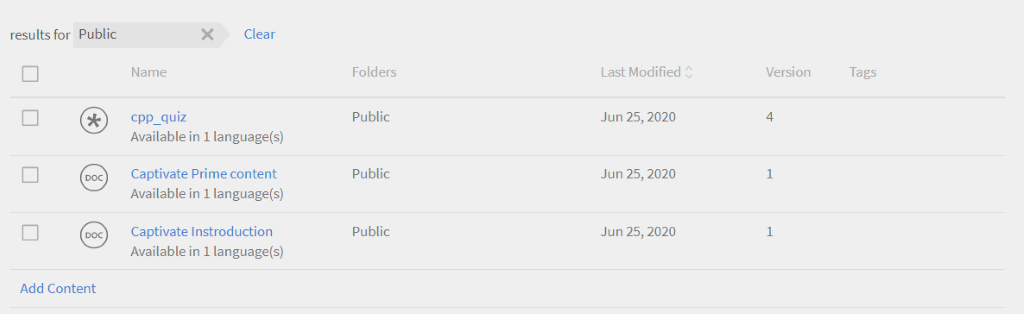 results for Public Clear
Name Folders Last Modified Version Tags
cpp_quiz Public Jun 25, 2020 4
Available in 1 language(s)
DOC Captivate Prime content Public Jun 25, 2020 1
Available in 1 language(s)
DOC Captivate Instroduction Public Jun 25, 2020 1
Available in 1 language(s)
Add Content